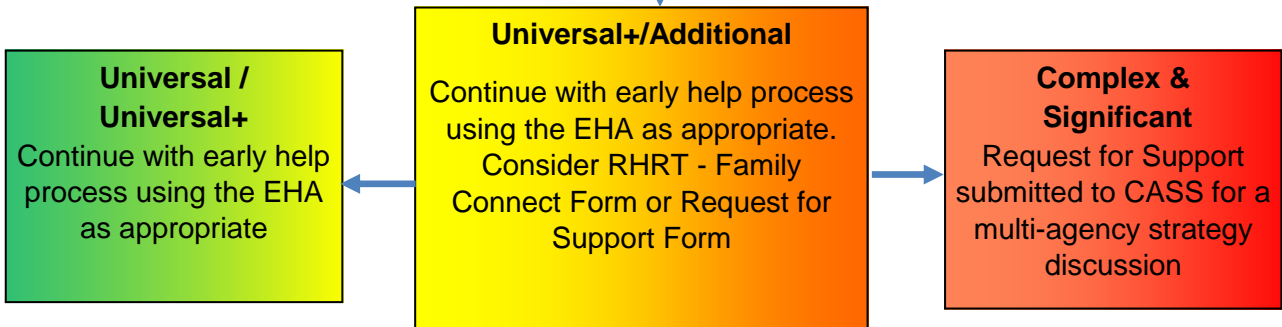 Universal /
Universal+
Continue with early help
process using the EHA
as appropriate
Universal+/Additional
Continue with early help process
using the EHA as appropriate.
Consider RHRT - Family
Connect Form or Request for
Support Form
Complex &
Significant
Request for Support
submitted to CASS for a
multi-agency strategy
discussion